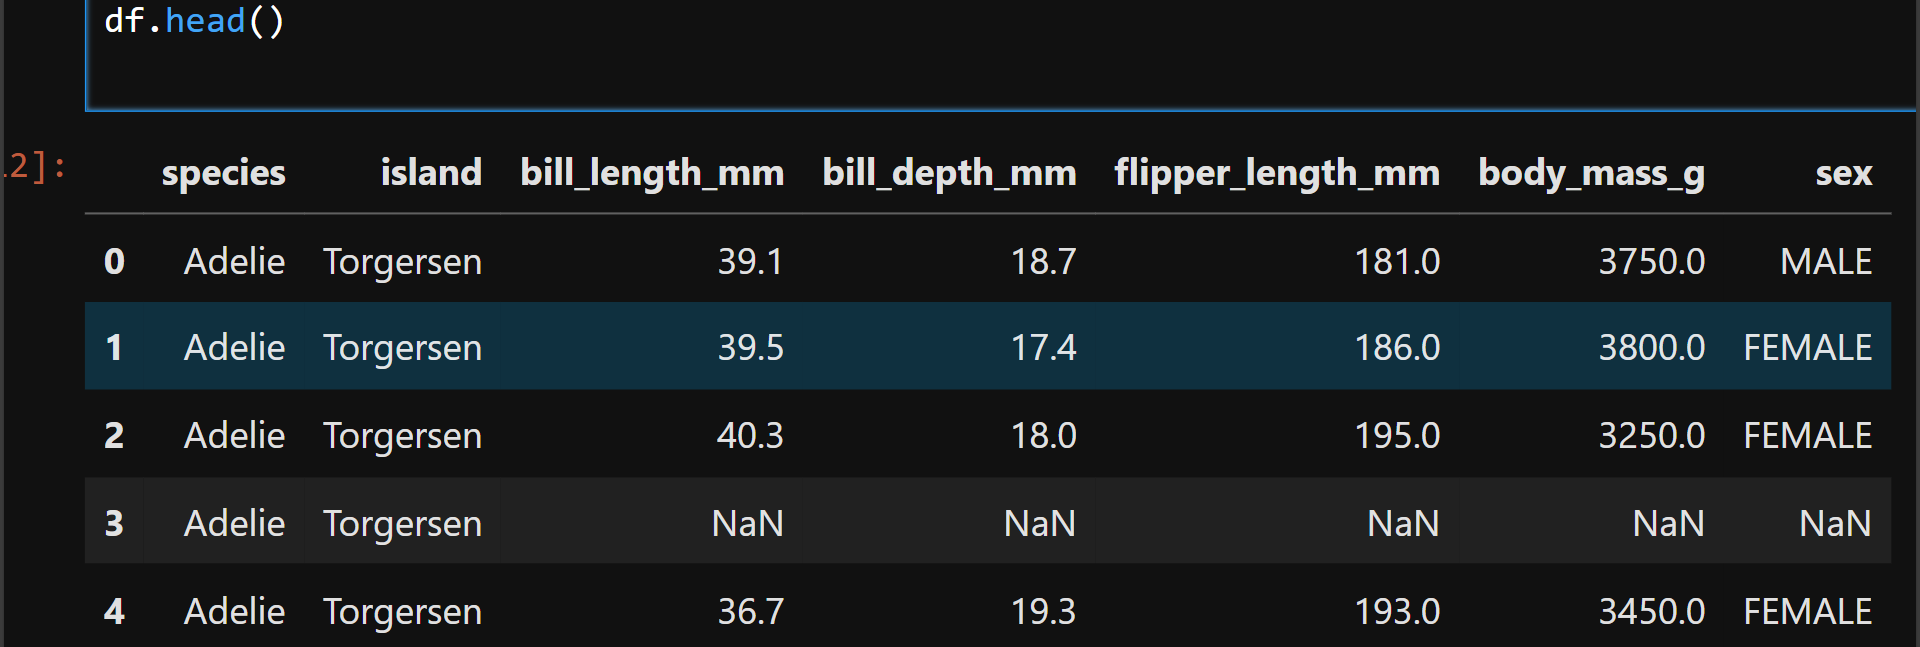 df.head()
2]:
species island bill_length_mm bill_depth_mm flipper_length_mm body_mass_g sex
0 Adelie Torgersen 39.1 18.7 181.0 3750.0 MALE
1 Adelie Torgersen 39.5 17.4 186.0 3800.0 FEMALE
2 Adelie Torgersen 40.3 18.0 195.0 3250.0 FEMALE
3 Adelie Torgersen NaN NaN NaN NaN NaN
4 Adelie Torgersen 36.7 19.3 193.0 3450.0 FEMALE